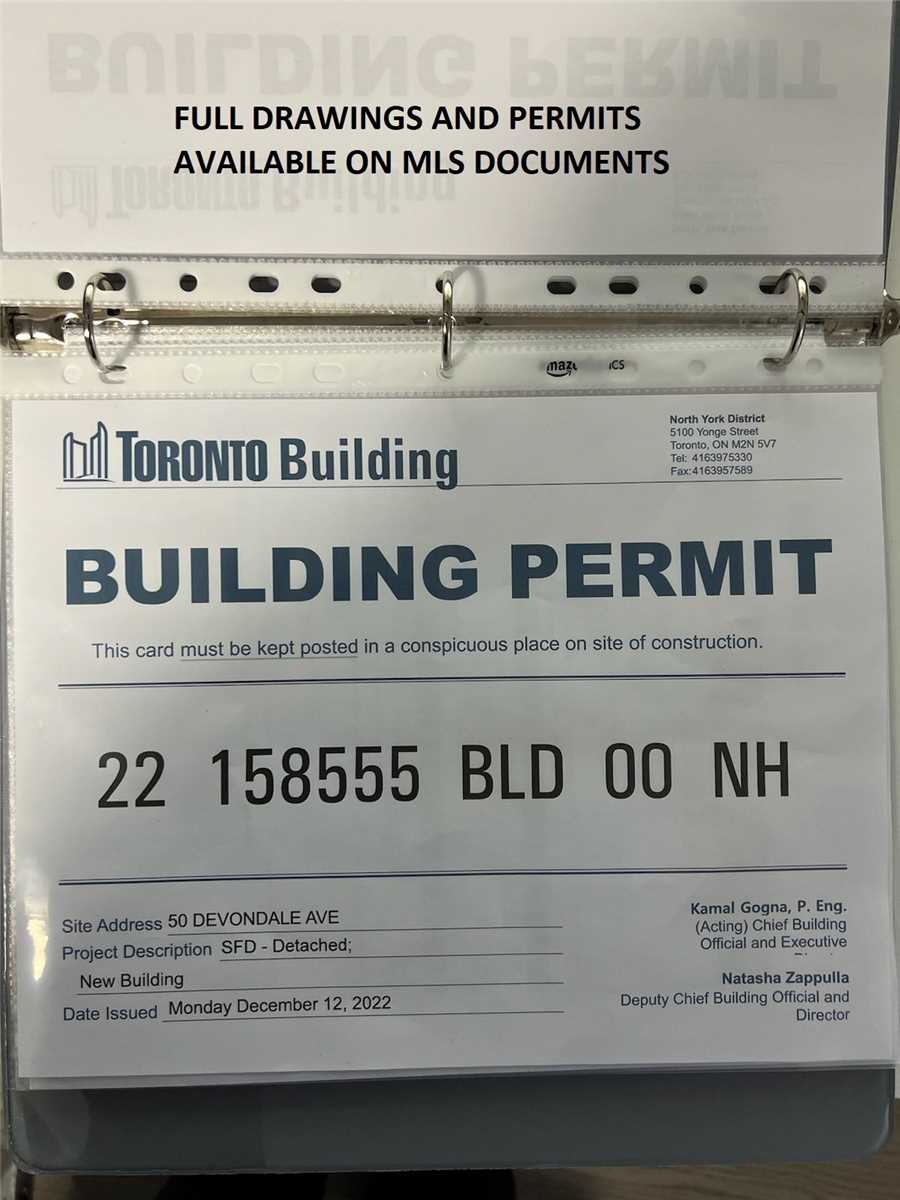 BUILDING PERMIT
FULL DRAWINGS AND PERMITS
AVAILABLE ON MLS DOCUMENTS
TORONTO Building
TORONTO Building
North York District
5100 Yonge Street
Toronto, ON M2N 5V7
Tel: 4163975330
Fax:4163957589
BUILDING PERMIT
This card must be kept posted in a conspicuous place on site of construction.
22 158555 BLD 00 NH
Site Address 50 DEVONDALE AVE
Project Description SFD - Detached;
New Building
Date Issued Monday December 12, 2022
Kamal Gogna, P. Eng.
(Acting) Chief Building
Official and Executive
Natasha Zappulla
Deputy Chief Building Official and
Director